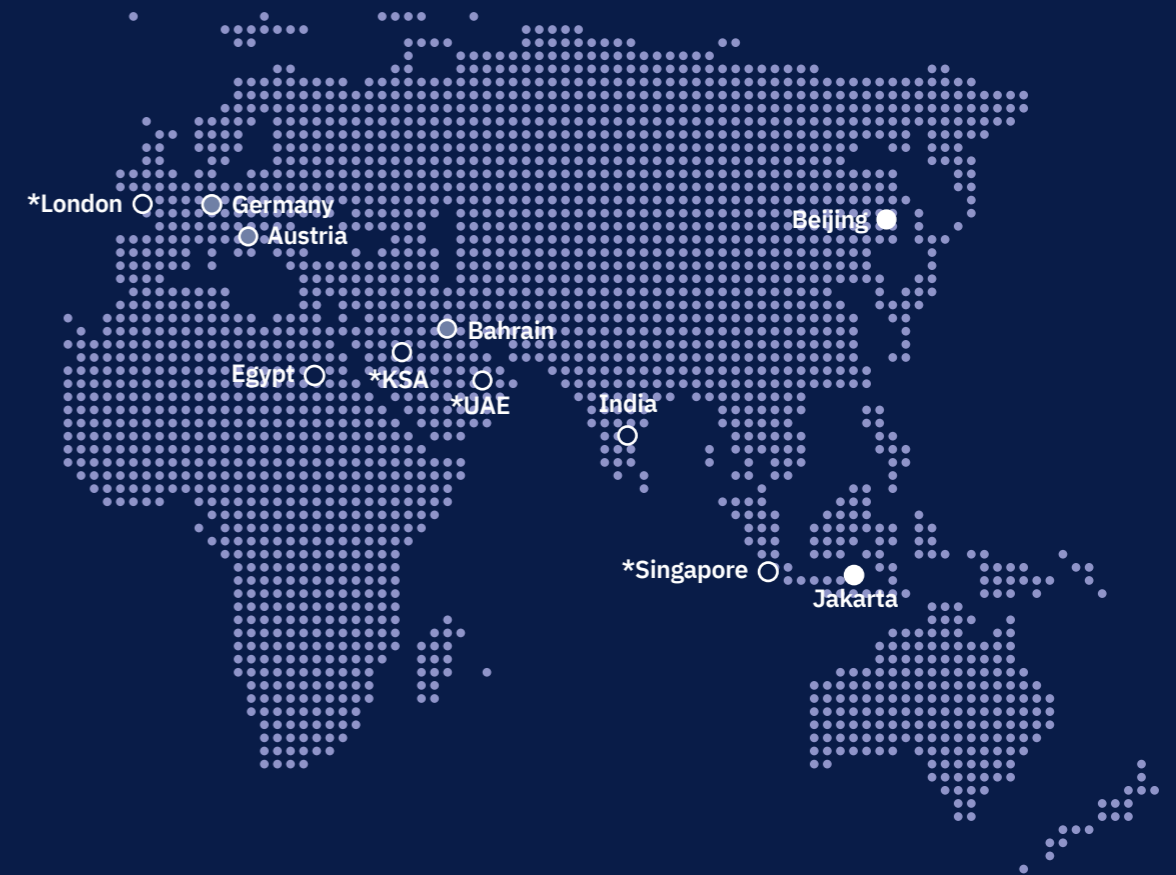 *London
Germany
Beijing
Austria
Bahrain
Egypt
*KSA
*UAE
India
*Singapore
Jakarta